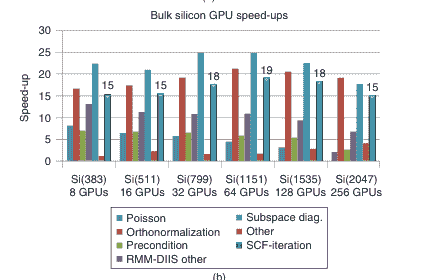 Bulk silicon GPU speed-ups
30
25
20
15
10
5
0
Speed-up
15 15 18 19 18 15
Si(383) Si(511) Si(799) Si(1151) Si(1535) Si(2047)
8 GPUs 16 GPUs 32 GPUs 64 GPUs 128 GPUs 256 GPUs
Poisson Subspace diag.
Orthonormalization Other
Precondition SCF-iteration
RMM-DIIS other
(b)